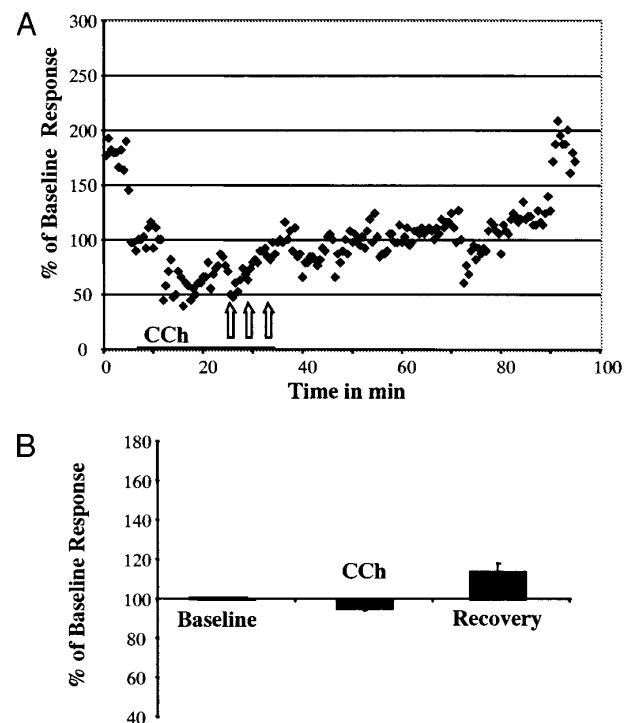 A
% of Baseline Response
300
250
200
150
100
50
0
CCh
0 20 40 60 80 100
Time in min
B
% of Baseline Response
180
160
140
120
100
80
60
40
CCh
Baseline
Recovery